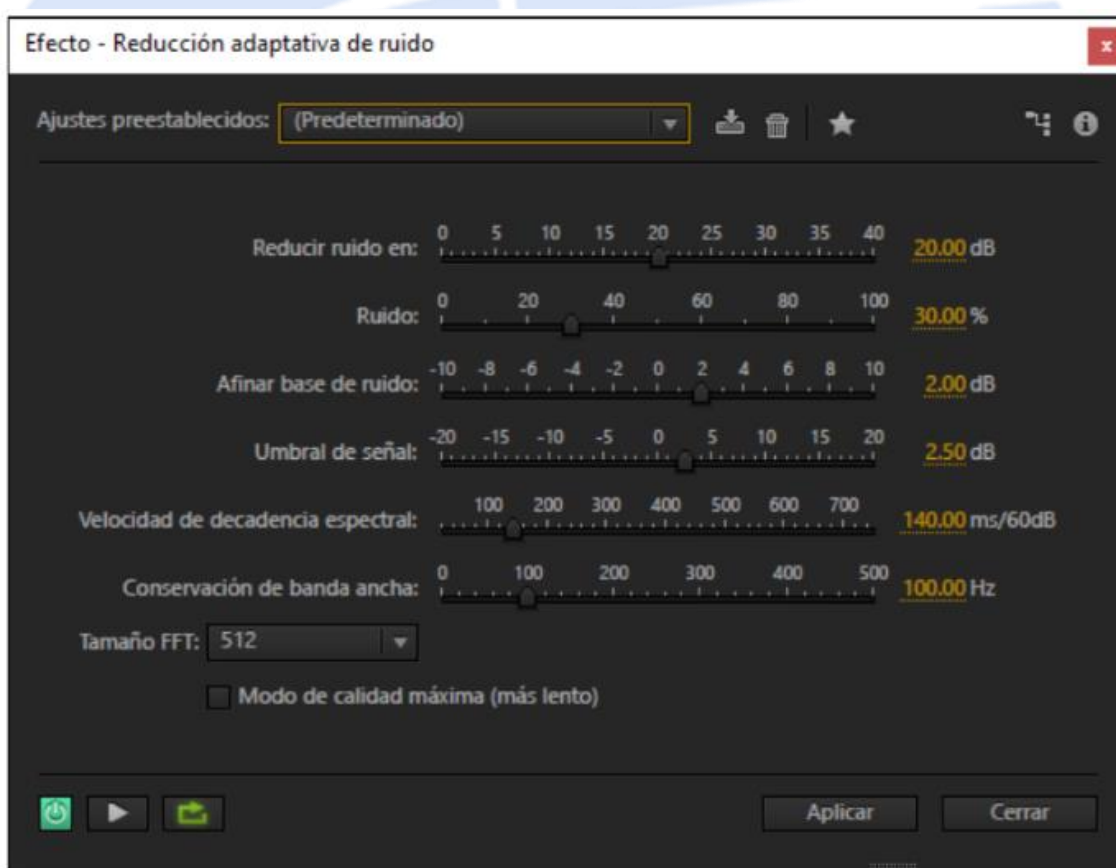 Efecto - Reducción adaptativa de ruido
x
Ajustes preestablecidos: (Predeterminado)
0 5 10 15 20 25 30 35 40
Reducir ruido en: 20.00 dB
0 20 40 60 80 100
Ruido: 30.00 %
-10 -8 -6 -4 -2 0 2 4 6 8 10
Afinar base de ruido: 2.00 dB
-20 -15 -10 -5 0 5 10 15 20
Umbral de señal: 2.50 dB
100 200 300 400 500 600 700
Velocidad de decadencia espectral: 140.00 ms/60dB
0 100 200 300 400 500
Conservación de banda ancha: 100.00 Hz
Tamaño FFT: 512
Modo de calidad máxima (más lento)
Aplicar Cerrar